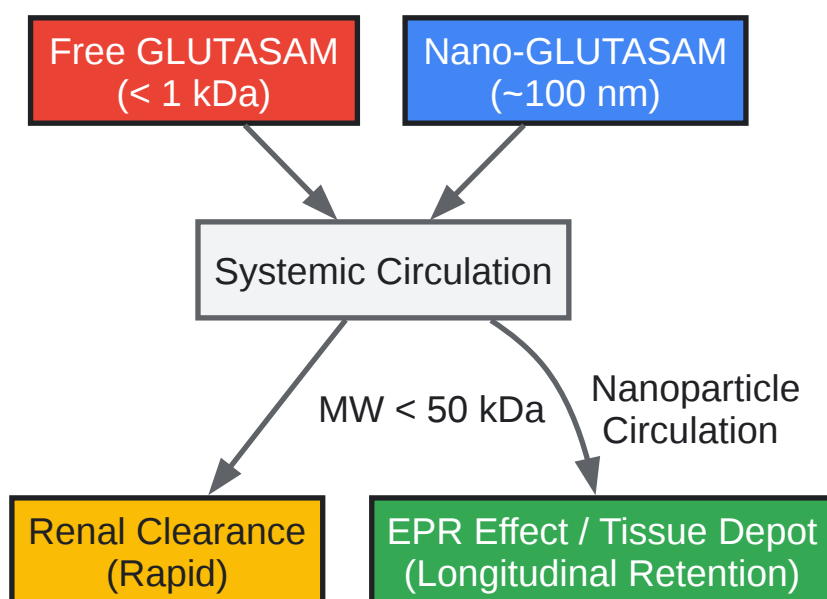 Free GLUTASAM
(< 1 kDa)
Nano-GLUTASAM
(~100 nm)
Systemic Circulation
MW < 50 kDa
Nanoparticle
Circulation
Renal Clearance
(Rapid)
EPR Effect / Tissue Depot
(Longitudinal Retention)